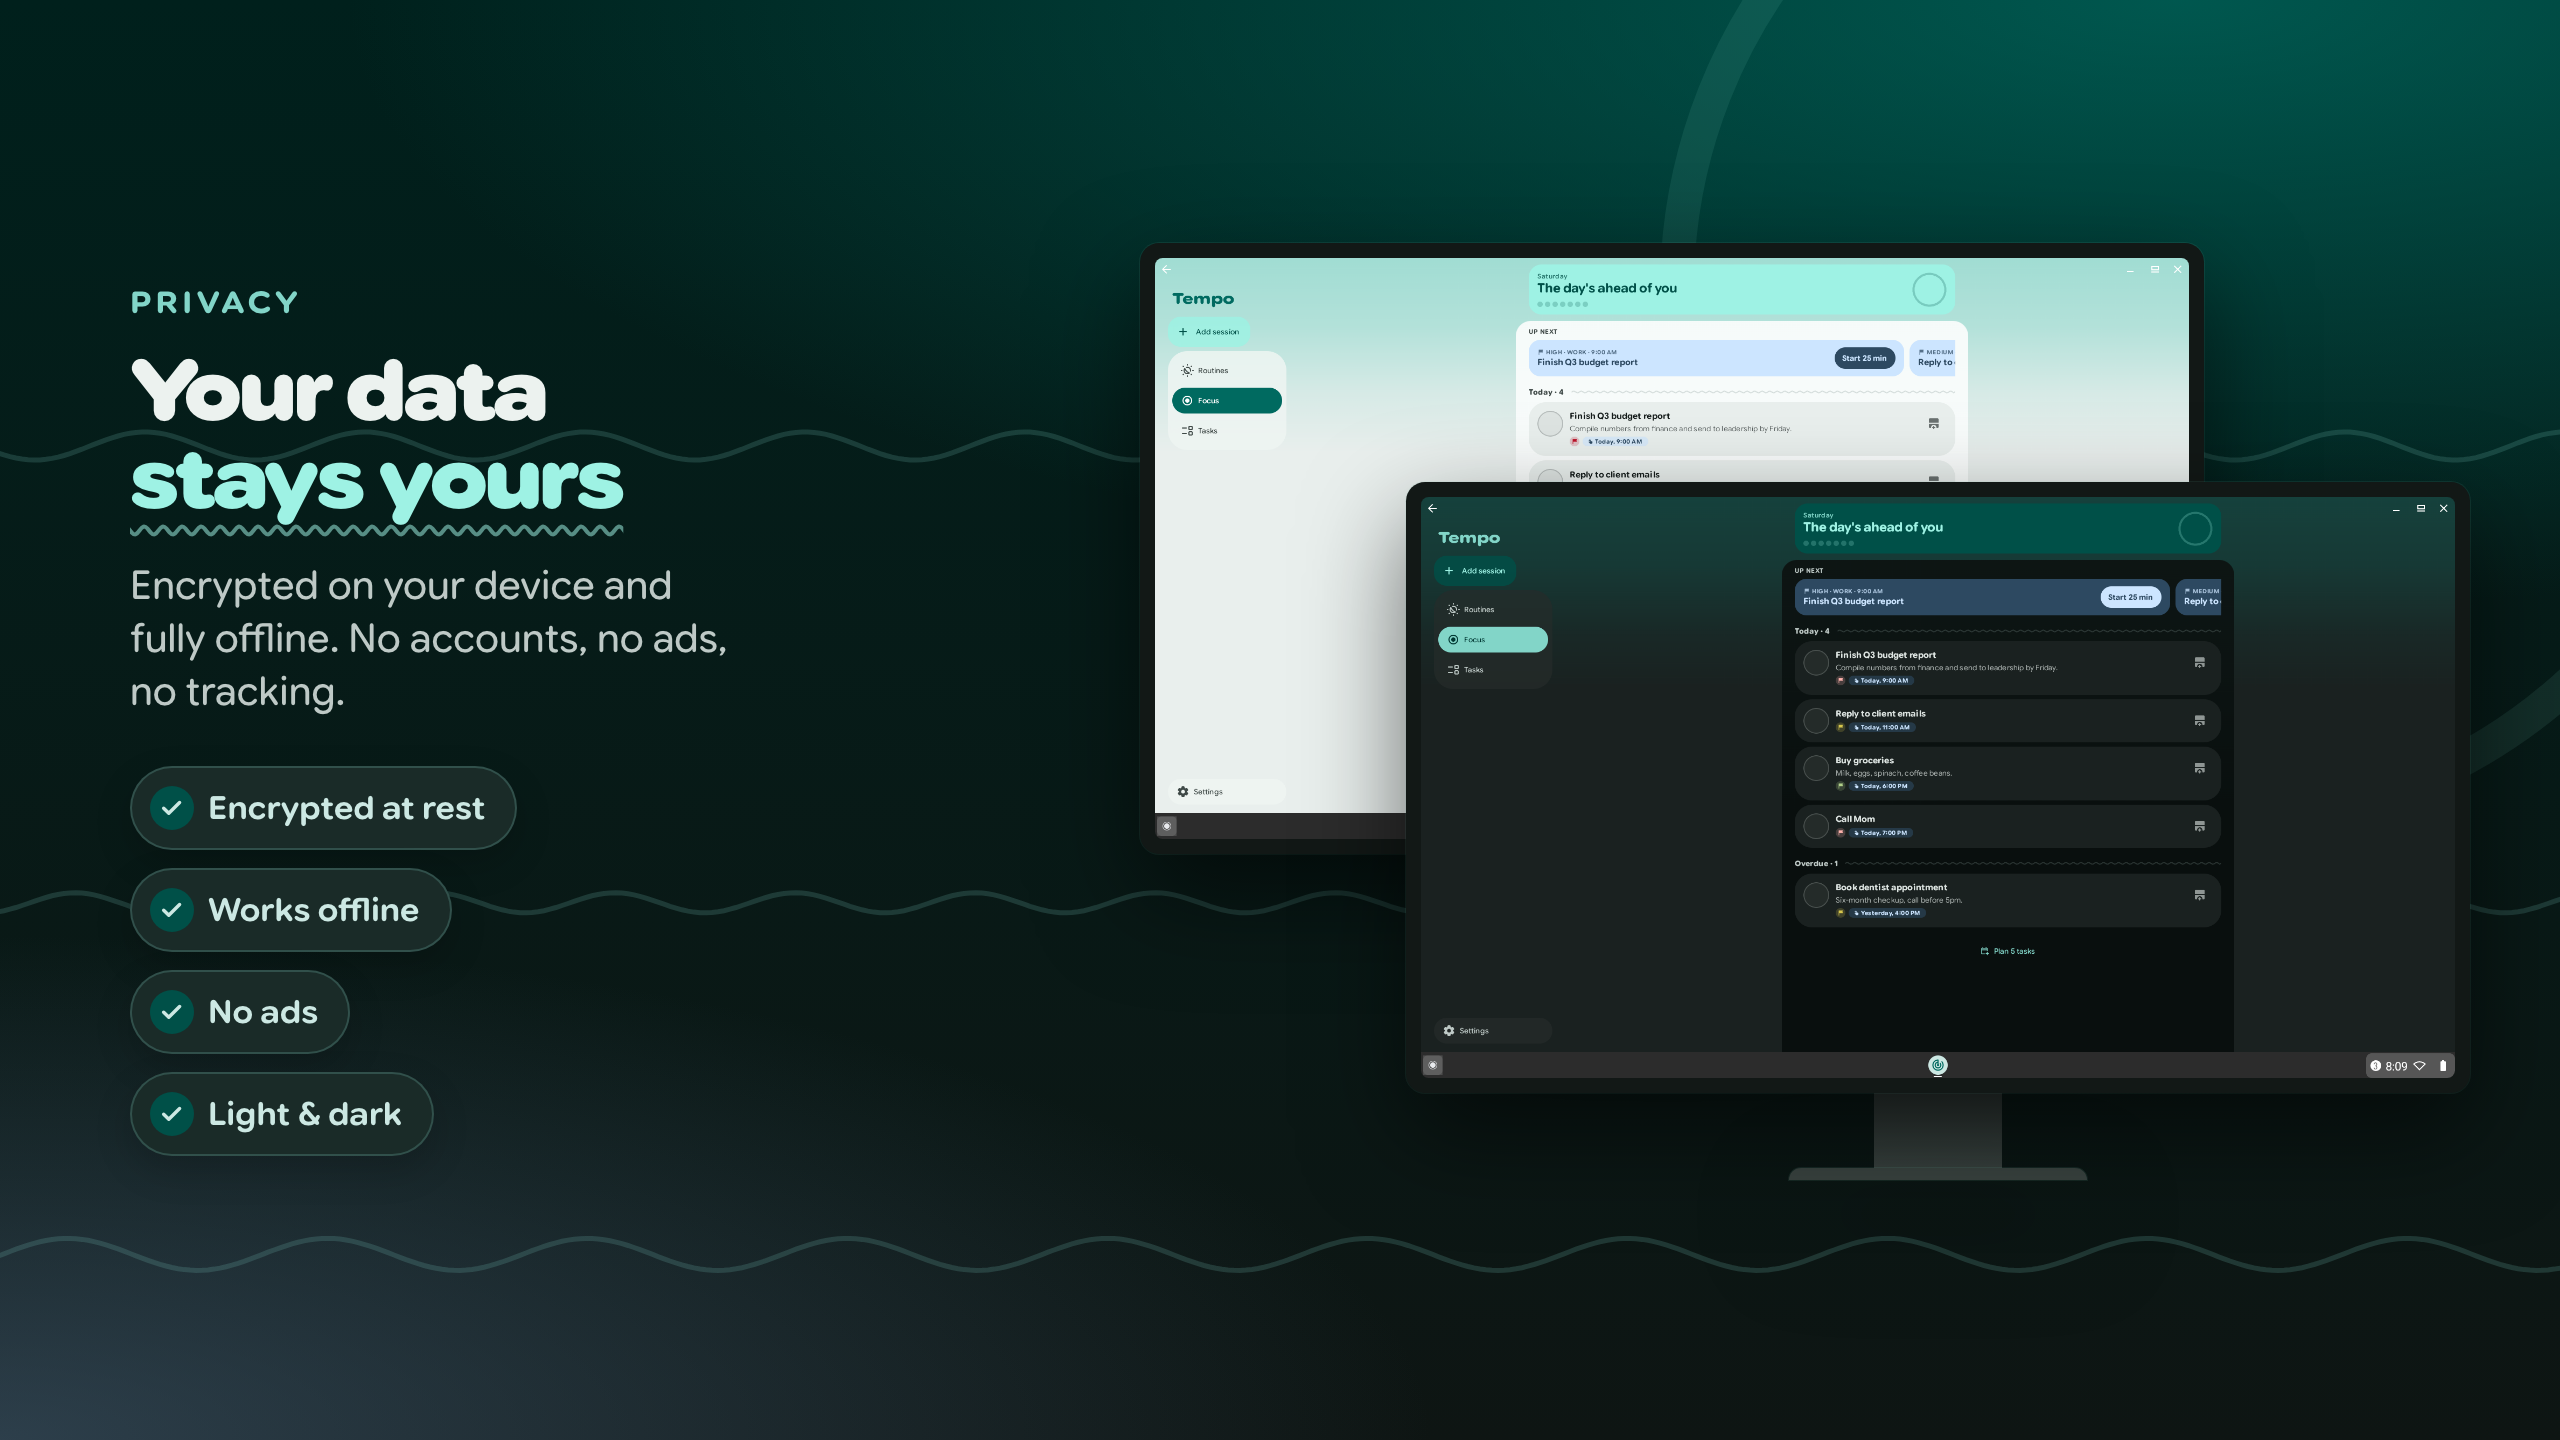 PRIVACY
Your data
stays yours
Encrypted on your device and
fully offline. No accounts, no ads,
no tracking.
Encrypted at rest
Works offline
No ads
Light & dark
Tempo
Add session
Routines
Focus
Tasks
Settings
Saturday
The day's ahead of you
UP NEXT
HIGH · WORK · 9:00 AM
Finish Q3 budget report
Start 25 min
MEDIUM
Reply to
Today · 4
Finish Q3 budget report
Compile numbers from finance and send to leadership by Friday.
Today, 9:00 AM
Reply to client emails
Tempo
Add session
Routines
Focus
Tasks
Settings
Saturday
The day's ahead of you
UP NEXT
HIGH · WORK · 9:00 AM
Finish Q3 budget report
Start 25 min
MEDIUM
Reply to
Today · 4
Finish Q3 budget report
Compile numbers from finance and send to leadership by Friday.
Today, 9:00 AM
Reply to client emails
Today, 11:00 AM
Buy groceries
Milk, eggs, spinach, coffee beans.
Today, 6:00 PM
Call Mom
Today, 7:00 PM
Overdue · 1
Book dentist appointment
Six-month checkup, call before 5pm.
Yesterday, 4:00 PM
Plan 5 tasks
8:09